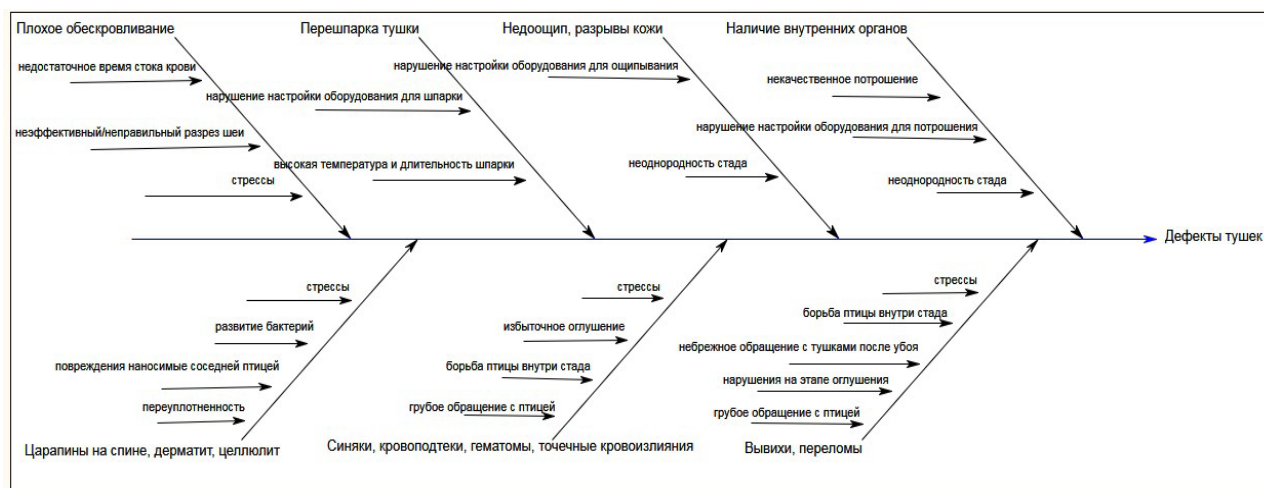 Плохое обескровливание
Перешпарка тушки
Недоощип, разрывы кожи
Наличие внутренних органов
недостаточное время стока крови
нарушение настройки оборудования для ощипывания
некачественное потрошение
нарушение настройки оборудования для шпарки
неэффективный/неправильный разрез шеи
нарушение настройки оборудования для потрошения
высокая температура и длительность шпарки
неоднородность стада
стрессы
неоднородность стада
Дефекты тушек
стрессы
стрессы
стрессы
развитие бактерий
избыточное оглушение
борьба птицы внутри стада
повреждения наносимые соседней птицей
борьба птицы внутри стада
небрежное обращение с тушками после убоя
переуплотненность
грубое обращение с птицей
нарушения на этапе оглушения
грубое обращение с птицей
Царапины на спине, дерматит, целлюлит
Синяки, кровоподтеки, гематомы, точечные кровоизлияния
Вывихи, переломы